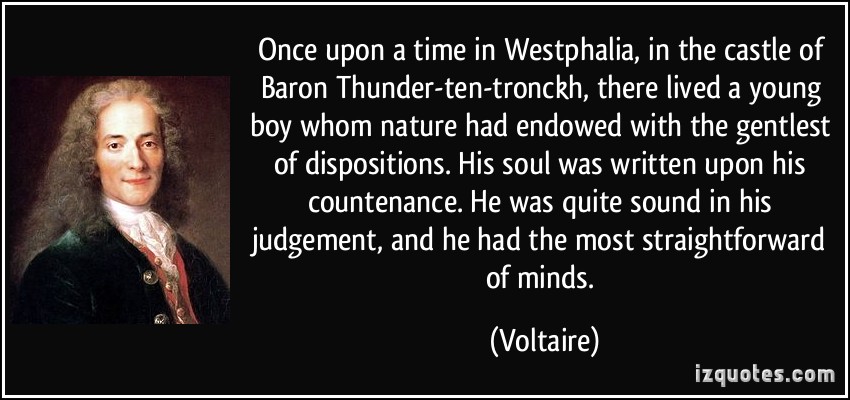 Once upon a time in Westphalia, in the castle of
Baron Thunder-ten-tronckh, there lived a young
boy whom nature had endowed with the gentlest
of dispositions. His soul was written upon his
countenance. He was quite sound in his
judgement, and he had the most straightforward
of minds.
(Voltaire)
izquotes.com